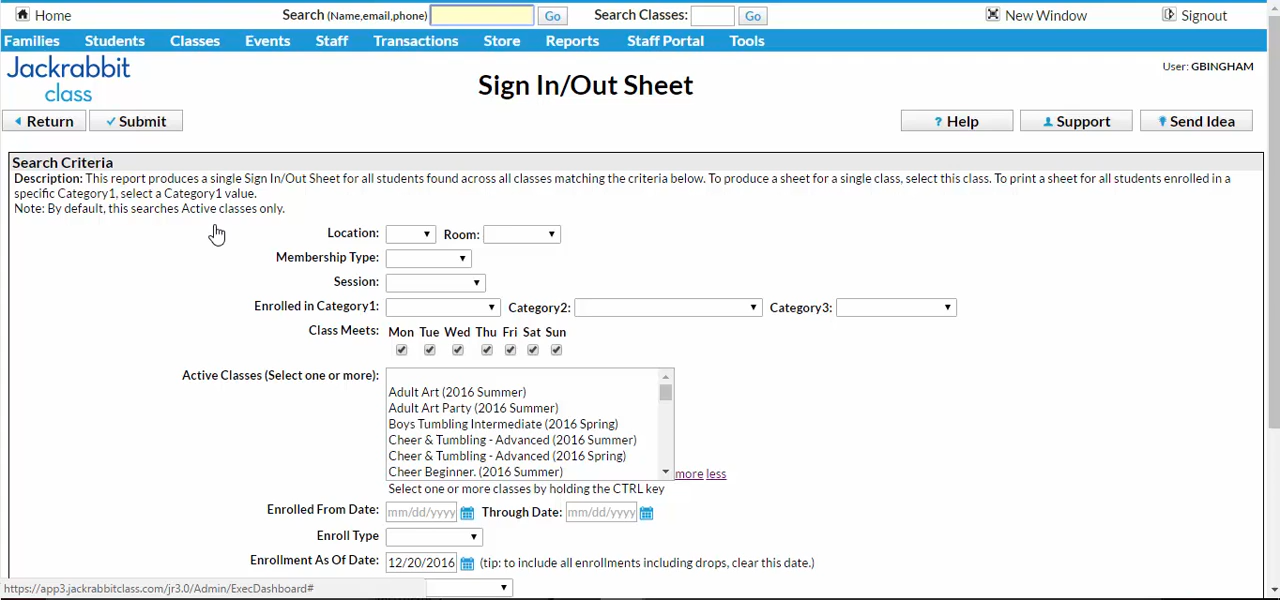 Home Search (Name,email,phone) Go Search Classes: Go New Window Signout
Families Students Classes Events Staff Transactions Store Reports Staff Portal Tools
Jackrabbit
class
Sign In/Out Sheet
User: GBINGHAM
Return Submit ? Help Support Send Idea
Search Criteria
Description: This report produces a single Sign In/Out Sheet for all students found across all classes matching the criteria below. To produce a sheet for a single class, select this class. To print a sheet for all students enrolled in a
specific Category1, select a Category1 value.
Note: By default, this searches Active classes only.
Location: Room:
Membership Type:
Session:
Enrolled in Category1: Category2: Category3:
Class Meets: Mon Tue Wed Thu Fri Sat Sun
Active Classes (Select one or more):
Adult Art (2016 Summer)
Adult Art Party (2016 Summer)
Boys Tumbling Intermediate (2016 Spring)
Cheer & Tumbling - Advanced (2016 Summer)
Cheer & Tumbling - Advanced (2016 Spring)
Cheer Beginner. (2016 Summer)
more less
Select one or more classes by holding the CTRL key
Enrolled From Date: mm/dd/yyyy Through Date: mm/dd/yyyy
Enroll Type
Enrollment As Of Date: 12/20/2016 (tip: to include all enrollments including drops, clear this date.)
https://app3.jackrabbitclass.com/jr3.0/Admin/ExecDashboard#